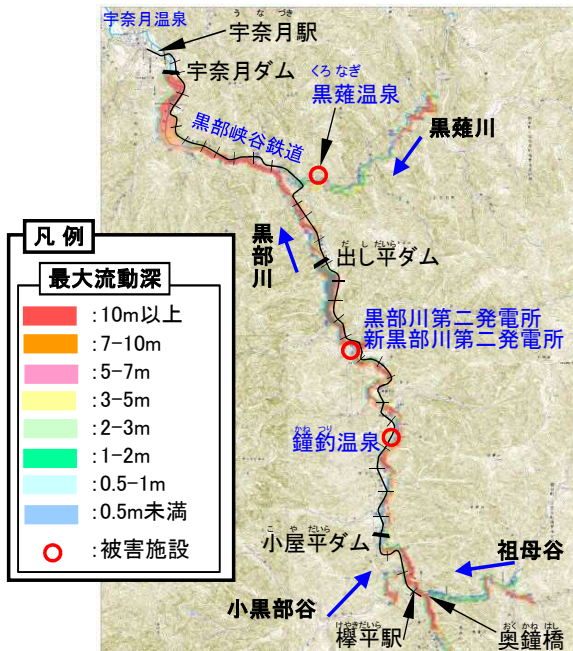 宇奈月温泉
うなづき
宇奈月駅
宇奈月ダム
くろなぎ
黒薙温泉
黒部峡谷鉄道
黒薙川
黒部川
だしだいら
出し平ダム
黒部川第二発電所
新黒部川第二発電所
かねつり
鐘釣温泉
こやだいら
小屋平ダム
祖母谷
小黒部谷
けやきだいら
欅平駅
おくかねはし
奥鐘橋
凡例
最大流動深
:10m以上
:7-10m
:5-7m
:3-5m
:2-3m
:1-2m
:0.5-1m
:0.5m未満
:被害施設